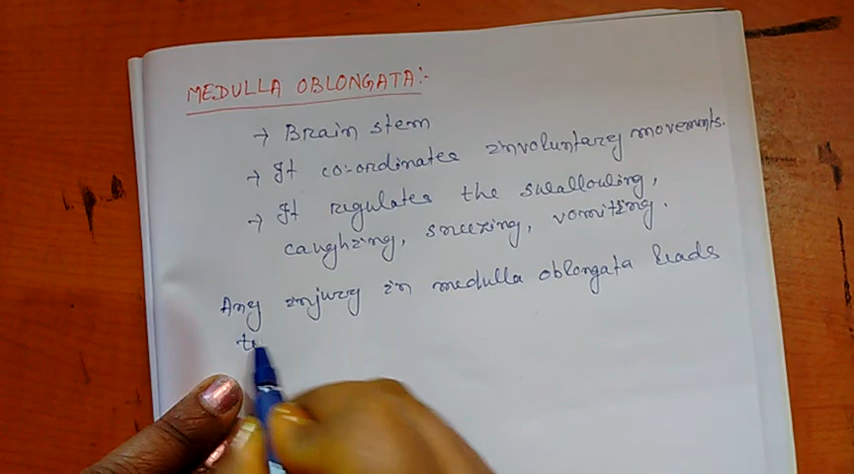 MEDULLA OBLONGATA:-
→ Brain stem
→ It co-ordinates involuntary movements.
→ It regulates the swallowing,
caughing, sneezing, vomiting.
Any injury in medulla oblongata leads
t